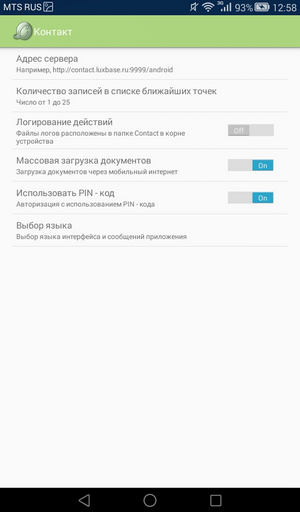 MTS RUS 3G 93% 12:58
Контакт
Адрес сервера
Например, http://contact.luxbase.ru:9999/android
Количество записей в списке ближайших точек
Число от 1 до 25
Логирование действий
Off
Файлы логов расположены в папке Contact в корне
устройства
Массовая загрузка документов
On
Загрузка документов через мобильный интернет
Использовать PIN - код
On
Авторизация с использованием PIN - кода
Выбор языка
Выбор языка интерфейса и сообщений приложения